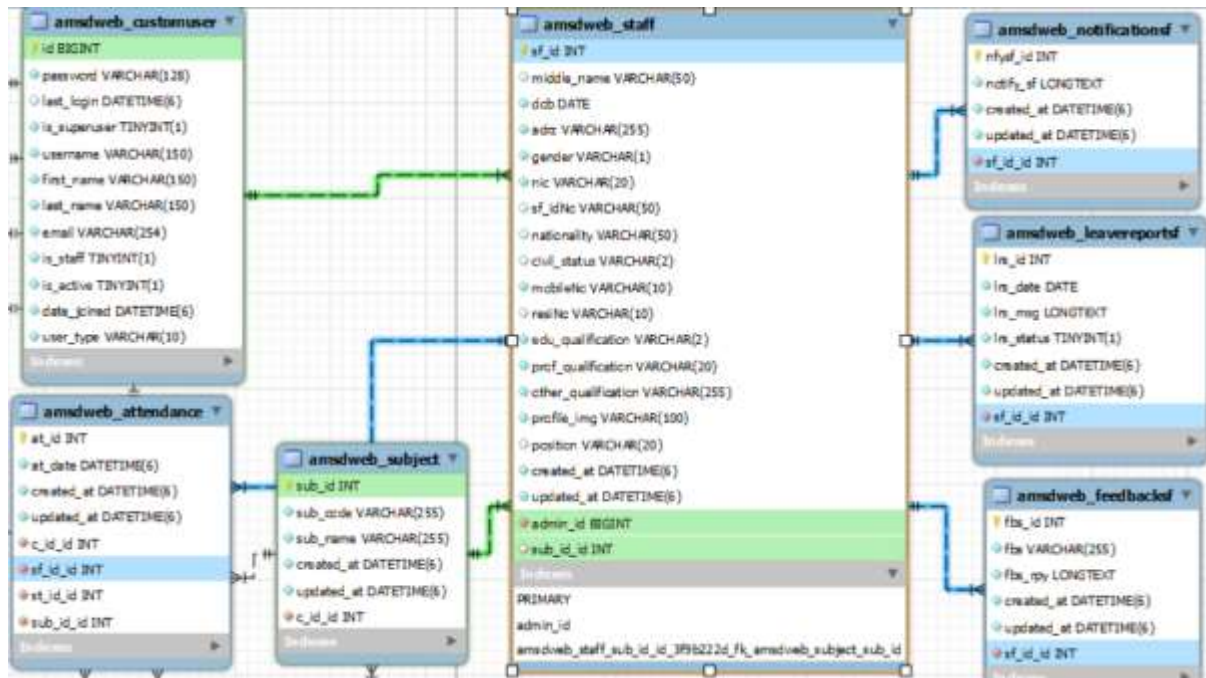 amsdweb_customuser
id BIGINT
password VARCHAR(128)
last_login DATETIME(6)
is_superuser TINYINT(1)
username VARCHAR(150)
first_name VARCHAR(150)
last_name VARCHAR(150)
email VARCHAR(254)
is_staff TINYINT(1)
is_active TINYINT(1)
date_joined DATETIME(6)
user_type VARCHAR(10)
Indexes
amsdweb_attendance
at_id INT
at_date DATETIME(6)
created_at DATETIME(6)
updated_at DATETIME(6)
c_id_id INT
sf_id_id INT
st_id_id INT
sub_id_id INT
Indexes
amsdweb_subject
sub_id INT
sub_code VARCHAR(255)
sub_name VARCHAR(255)
created_at DATETIME(6)
updated_at DATETIME(6)
c_id_id INT
Indexes
amsdweb_staff
sf_id INT
middle_name VARCHAR(50)
dob DATE
adrz VARCHAR(255)
gender VARCHAR(1)
nic VARCHAR(20)
sf_idNo VARCHAR(50)
nationality VARCHAR(50)
civil_status VARCHAR(2)
mobileNo VARCHAR(10)
resiNo VARCHAR(10)
edu_qualification VARCHAR(2)
prof_qualification VARCHAR(20)
other_qualification VARCHAR(255)
profile_img VARCHAR(100)
position VARCHAR(20)
created_at DATETIME(6)
updated_at DATETIME(6)
admin_id BIGINT
sub_id_id INT
Indexes
PRIMARY
admin_id
amsdweb_staff_sub_id_id_3f9b222d_fk_amsdweb_subject_sub_id
amsdweb_notificationsf
nfysf_id INT
notify_sf LONGTEXT
created_at DATETIME(6)
updated_at DATETIME(6)
sf_id_id INT
Indexes
amsdweb_leavereportsf
lrs_id INT
lrs_date DATE
lrs_msg LONGTEXT
lrs_status TINYINT(1)
created_at DATETIME(6)
updated_at DATETIME(6)
sf_id_id INT
Indexes
amsdweb_feedbacksf
fbs_id INT
fbs VARCHAR(255)
fbs_rpy LONGTEXT
created_at DATETIME(6)
updated_at DATETIME(6)
sf_id_id INT